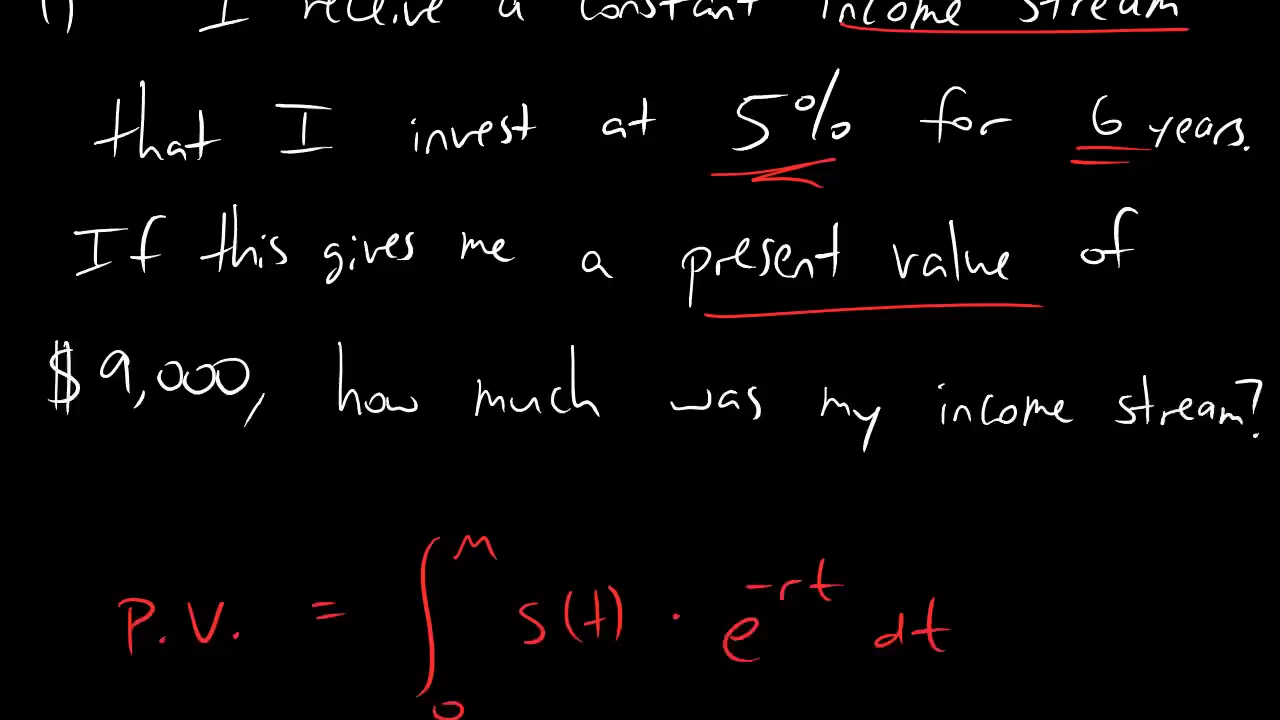 1) I receive a constant income stream
that I invest at 5% for 6 years.
If this gives me a present value of
$9,000, how much was my income stream?
P.V. = ∫₀ᴹ s(t) · e^{-rt} dt